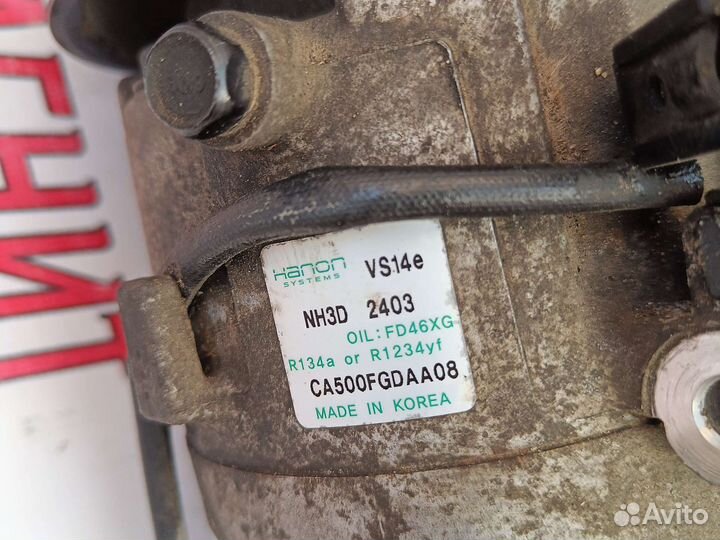 HANON
SYSTEMS
VS14e
NH3D 2403
OIL:FD46XG
R134a or R1234yf
CA500FGDAA08
MADE IN KOREA
Avito